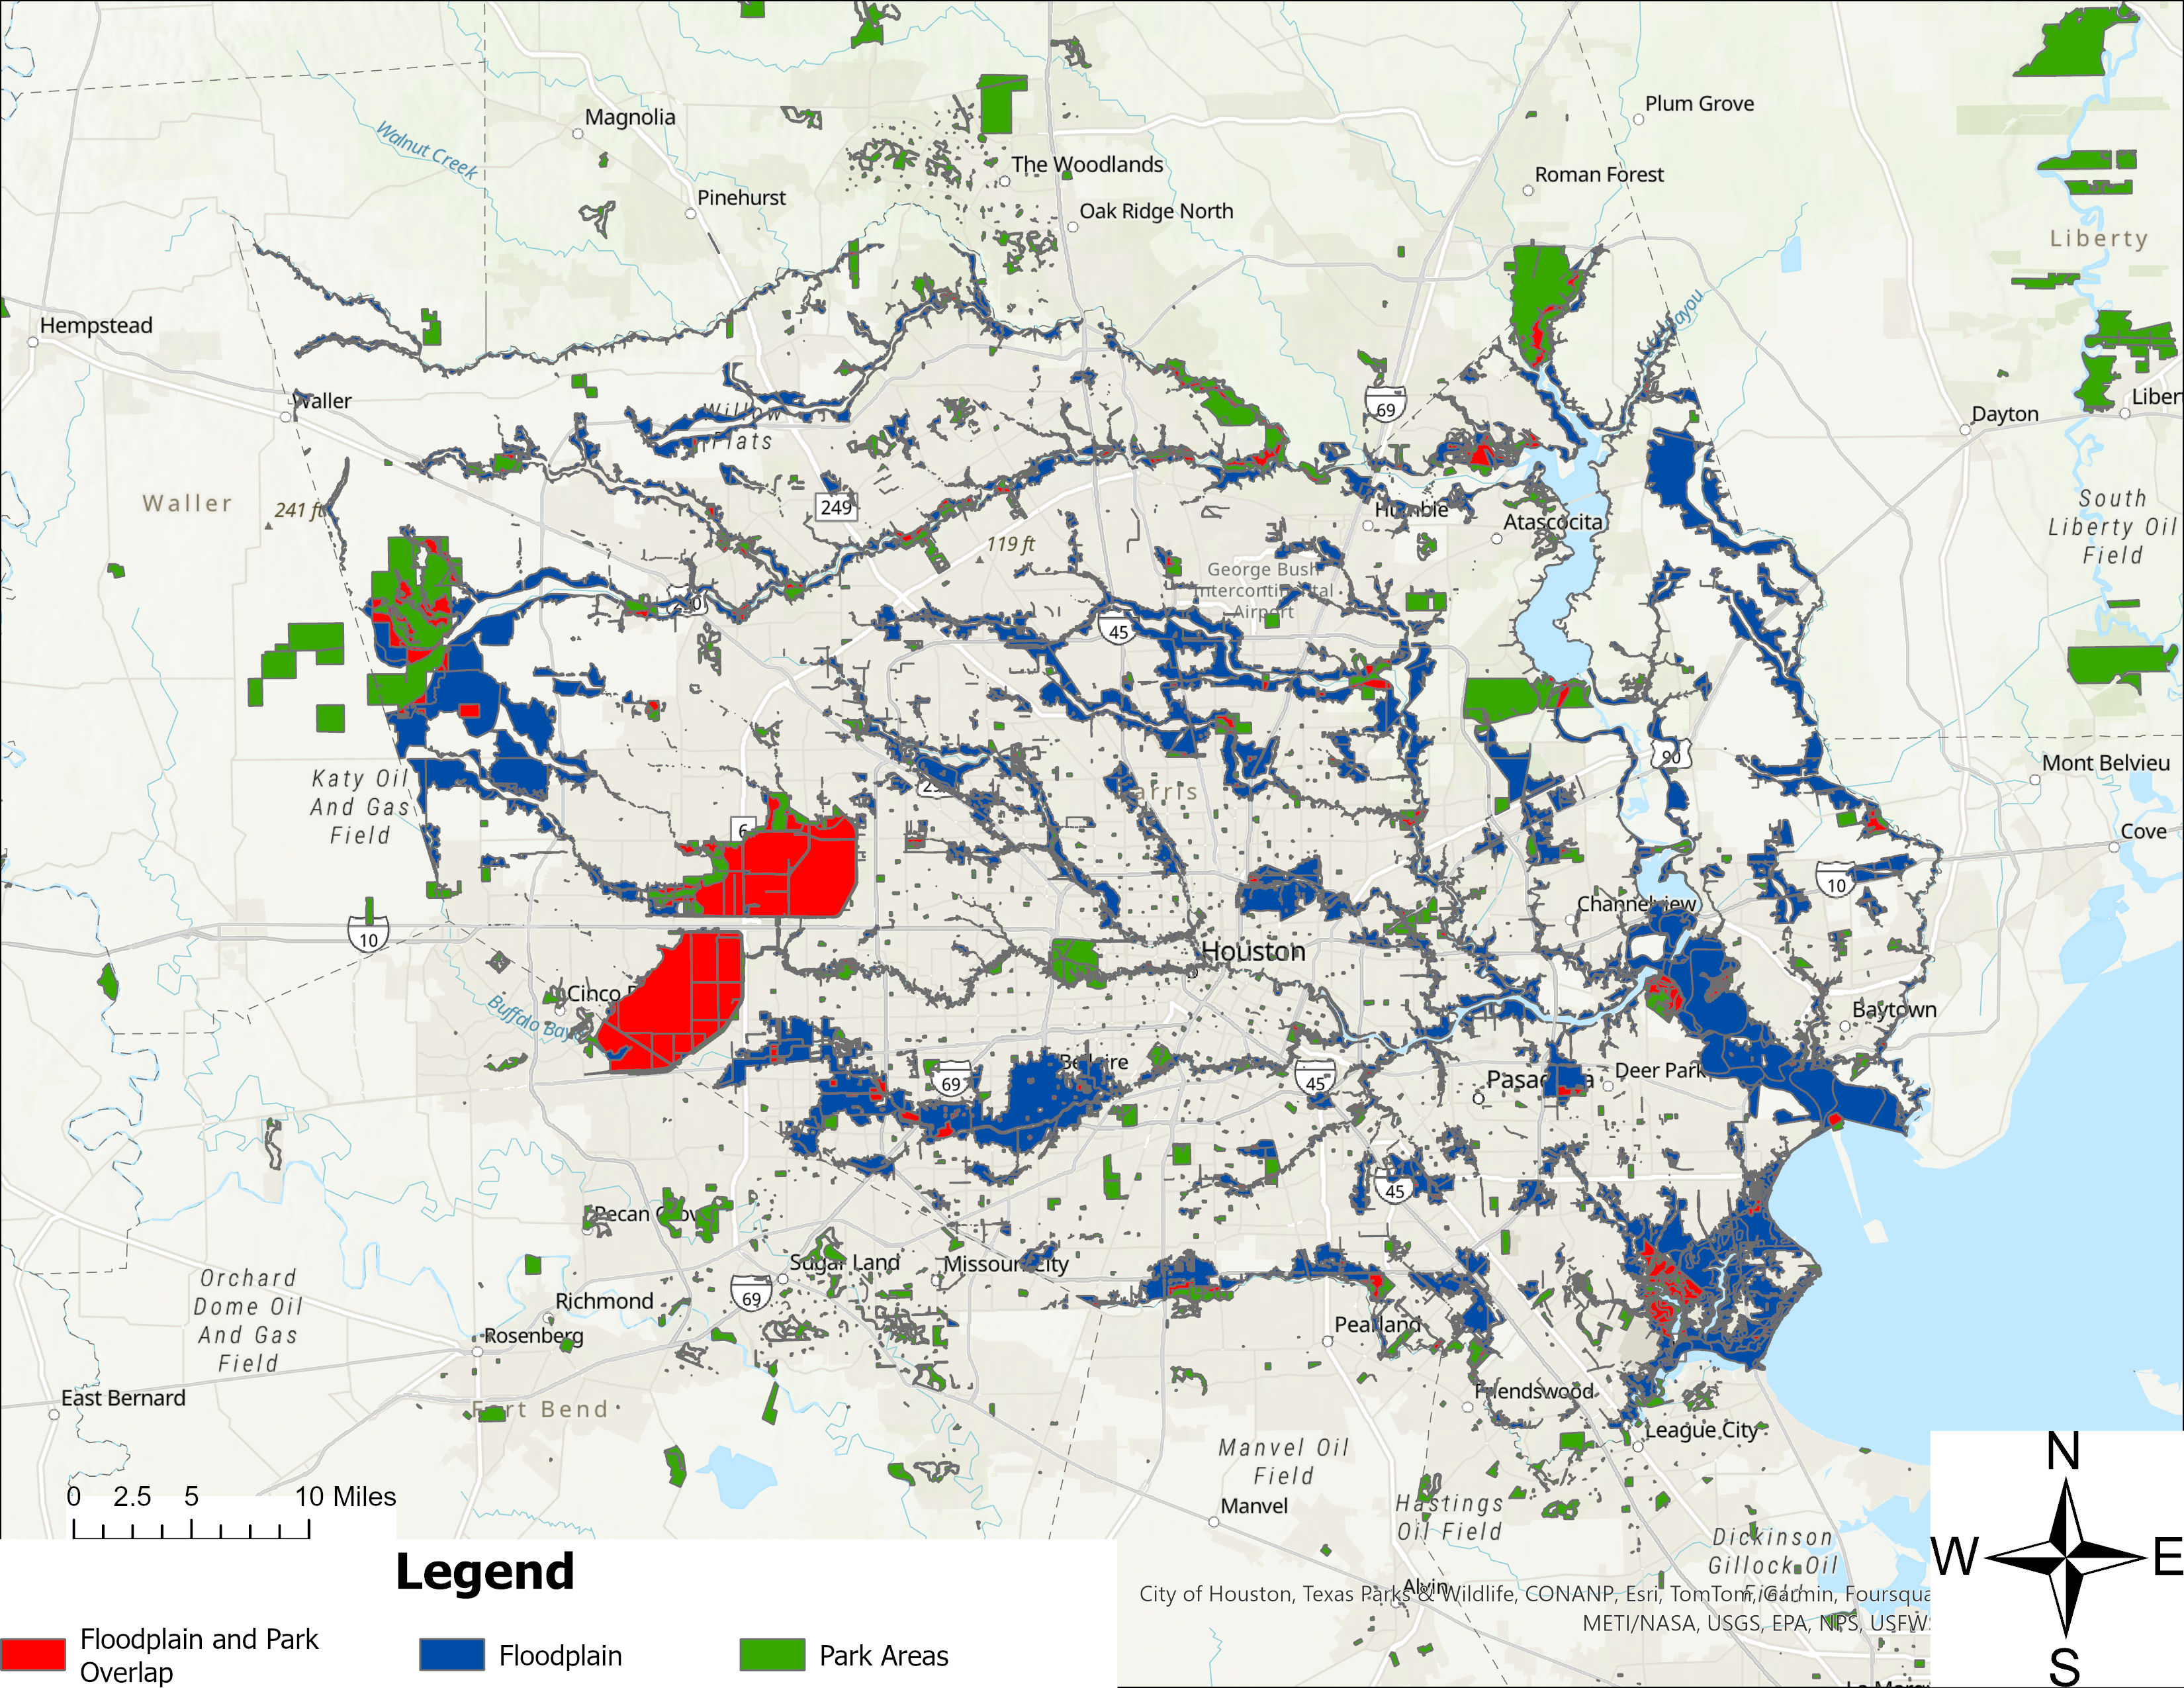 Plum Grove
Magnolia
Walnut Creek
The Woodlands
Roman Forest
Pinehurst
Oak Ridge North
Liberty
Hempstead
Waller
Willow
Flats
69
Dayton
Waller
241 ft
249
119 ft
Humble
Atascocita
South
Liberty Oil
Field
George Bush
Intercontinental
Airport
45
90
Mont Belvieu
Katy Oil
And Gas
Field
Harris
6
Cove
10
10
Channelview
Houston
Buffalo Bayou
Baytown
Bellaire
69
45
Pasadena
Deer Park
45
Pecan Grove
Sugar Land
Missouri City
69
Orchard
Dome Oil
And Gas
Field
Richmond
Rosenberg
Pearland
East Bernard
Fort Bend
Friendswood
League City
Manvel Oil
Field
Manvel
Hastings
Oil Field
Dickinson
Gillock Oil
Field
Alvin
0 2.5 5 10 Miles
N
W E
S
City of Houston, Texas Parks & Wildlife, CONANP, Esri, TomTom, Garmin, Foursqua
METI/NASA, USGS, EPA, NPS, USFW
Legend
Floodplain and Park
Overlap
Floodplain
Park Areas